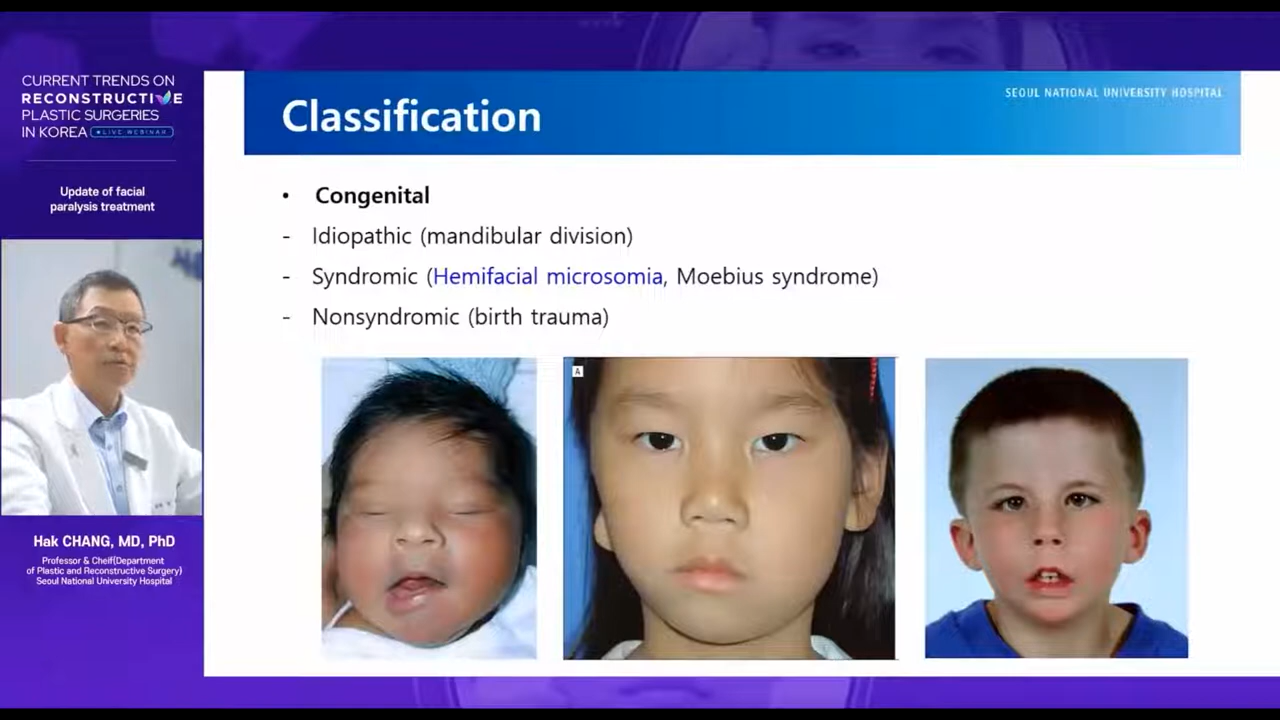 CURRENT TRENDS ON
RECONSTRUCTIVE
PLASTIC SURGERIES
IN KOREA LIVE WEBINAR
Update of facial
paralysis treatment
Hak CHANG, MD, PhD
Professor & Cheif(Department
of Plastic and Reconstructive Surgery)
Seoul National University Hospital
SEOUL NATIONAL UNIVERSITY HOSPITAL
Classification
• Congenital
- Idiopathic (mandibular division)
- Syndromic (Hemifacial microsomia, Moebius syndrome)
- Nonsyndromic (birth trauma)
A